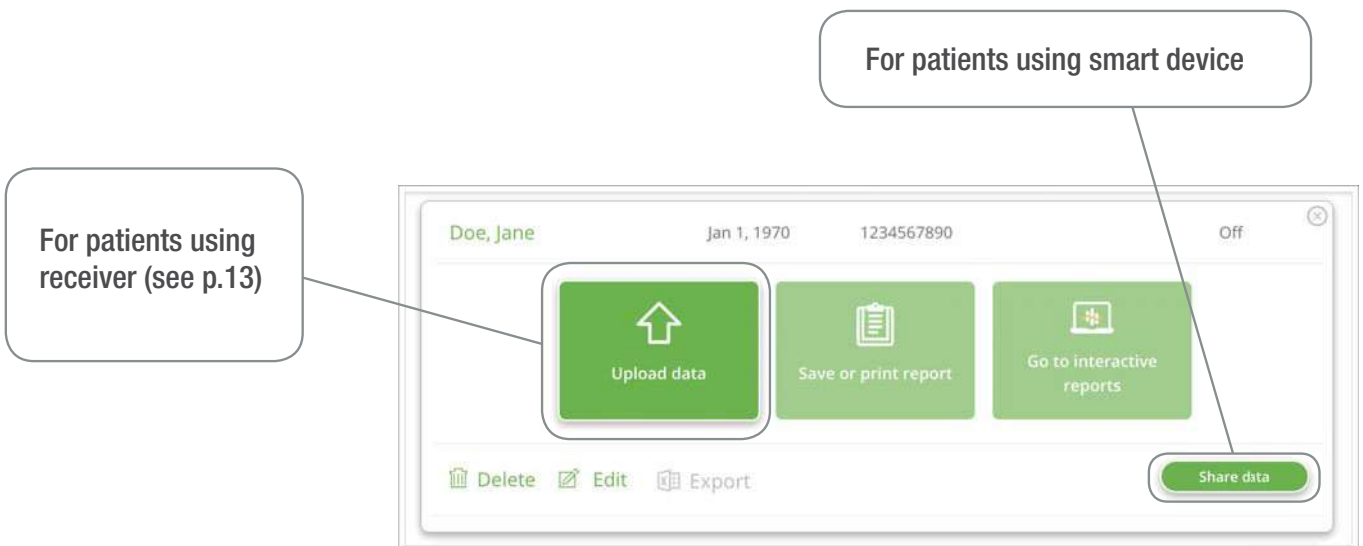 For patients using smart device
For patients using
receiver (see p.13)
Doe, Jane Jan 1, 1970 1234567890 Off
Upload data
Save or print report
Go to interactive
reports
Delete Edit Export
Share data